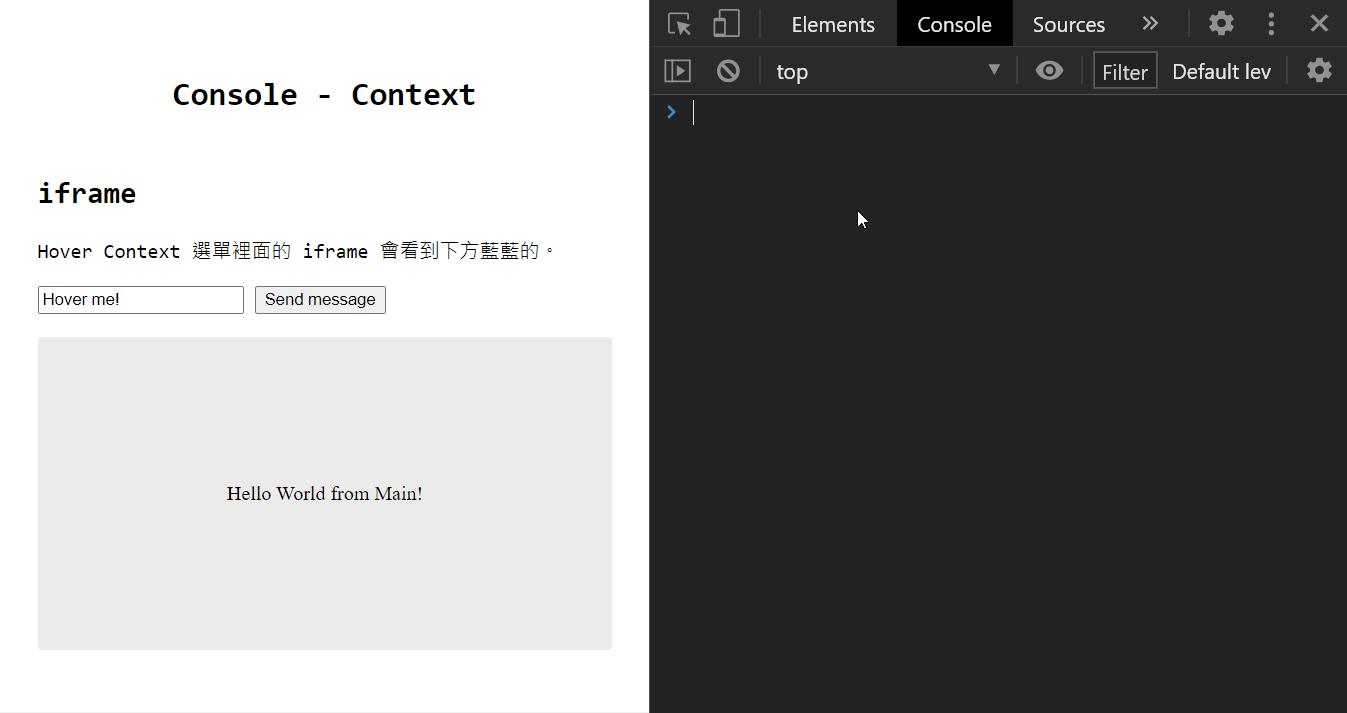 Console - Context
iframe
Hover Context 選單裡面的 iframe 會看到下方藍藍的。
Hover me! Send message
Hello World from Main!
Elements Console Sources
top Filter Default lev